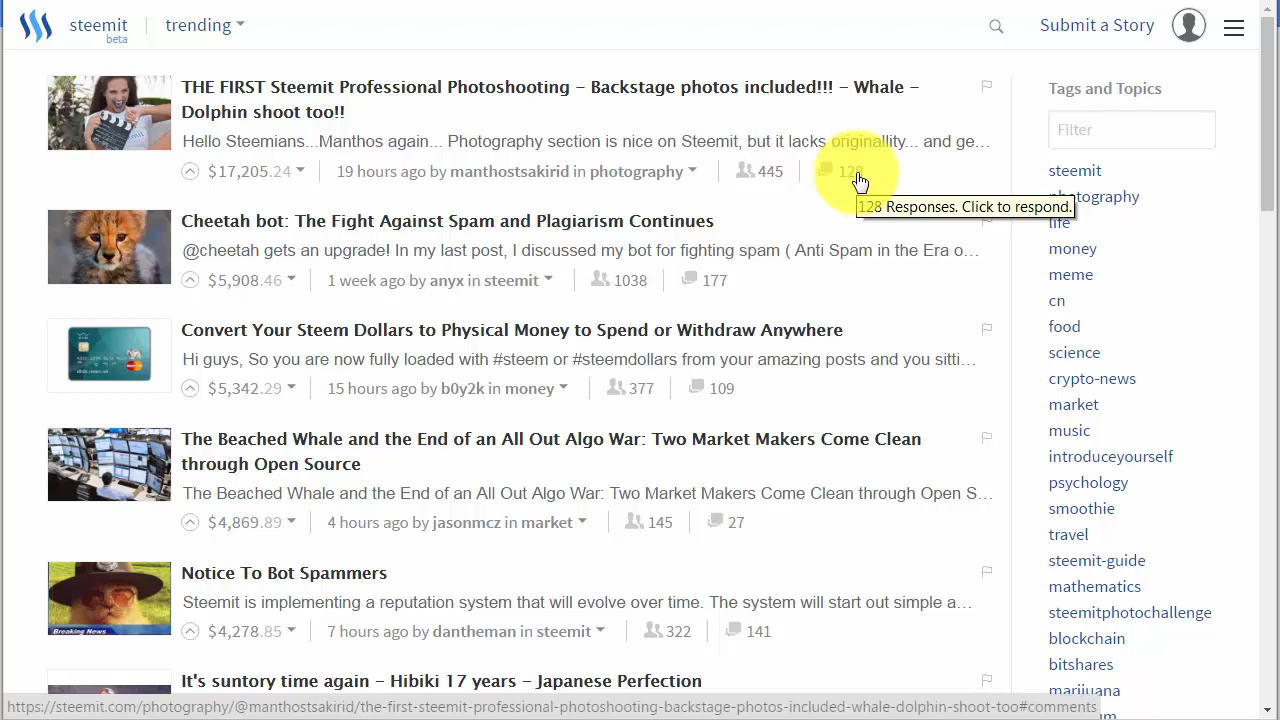 steemit
beta
trending
Submit a Story
THE FIRST Steemit Professional Photoshooting – Backstage photos included!!! – Whale –
Dolphin shoot too!!
Hello Steemians... Manthos again... Photography section is nice on Steemit, but it lacks originallity... and ge...
$17,205.24 19 hours ago by manthostsakirid in photography 445 128
128 Responses. Click to respond.
Cheetah bot: The Fight Against Spam and Plagiarism Continues
@cheetah gets an upgrade! In my last post, I discussed my bot for fighting spam ( Anti Spam in the Era o...
$5,908.46 1 week ago by anyx in steemit 1038 177
Convert Your Steem Dollars to Physical Money to Spend or Withdraw Anywhere
Hi guys, So you are now fully loaced with #steem or #steemdollars from your amazing posts and you sitti...
$5,342.29 15 hours ago by b0y2k in money 377 109
The Beached Whale and the End of an All Out Algo War: Two Market Makers Come Clean
through Open Source
The Beached Whale and the End of an All Out Algo War: Two Market Makers Come Clean through Open S...
$4,869.89 4 hours ago by jasonmcz in market 145 27
Breaking News
Notice To Bot Spammers
Steemit is implementing a reputation system that will evolve over time. The system will start out simple a...
$4,278.85 7 hours ago by dantheman in steemit 322 141
It's suntory time again – Hibiki 17 years – Japanese Perfection
Tags and Topics
Filter
steemit
photography
life
money
meme
cn
food
science
crypto-news
market
music
introduceyourself
psychology
smoothie
travel
steemit-guide
mathematics
steemitphotochallenge
blockchain
bitshares
marijuana
https://steemit.com/photography/@manthostsakirid/the-first-steemit-professional-photoshooting-backstage-photos-included-whale-dolphin-shoot-too#comments